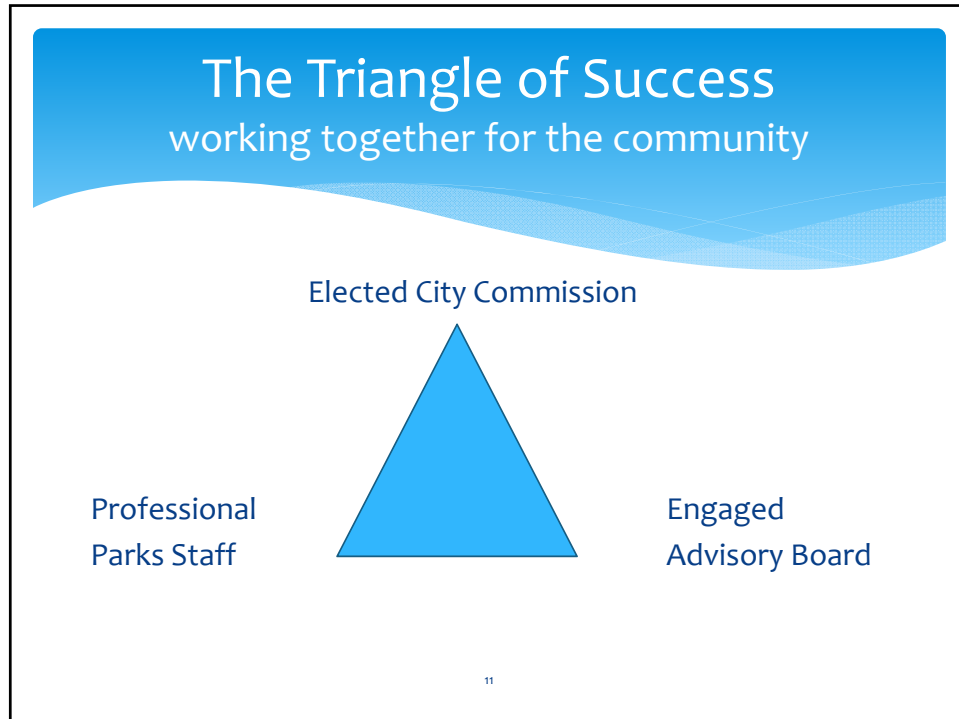 The Triangle of Success
working together for the community
Elected City Commission
Professional
Parks Staff
Engaged
Advisory Board
11